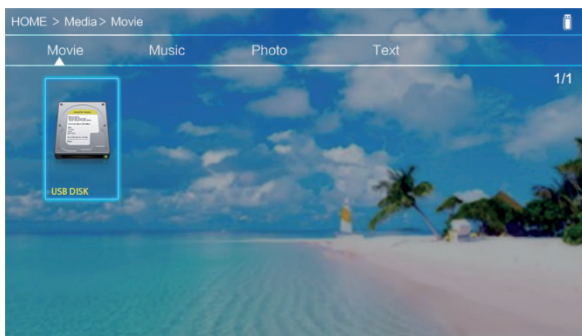 HOME > Media > Movie
Movie Music Photo Text
1/1
USB DISK